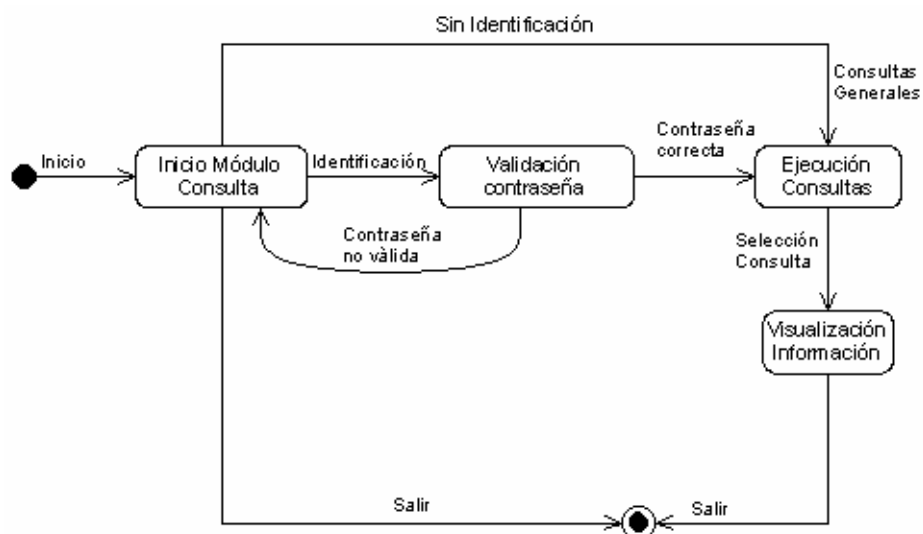 Sin Identificación
Consultas
Generales
Inicio
Inicio Módulo
Consulta
Identificación
Validación
contraseña
Contraseña
correcta
Ejecución
Consultas
Contraseña
no vàlida
Selección
Consulta
Visualización
Información
Salir
Salir